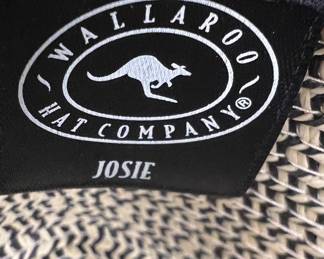 ~ WALLAROO ~
HAT COMPANY®
JOSIE